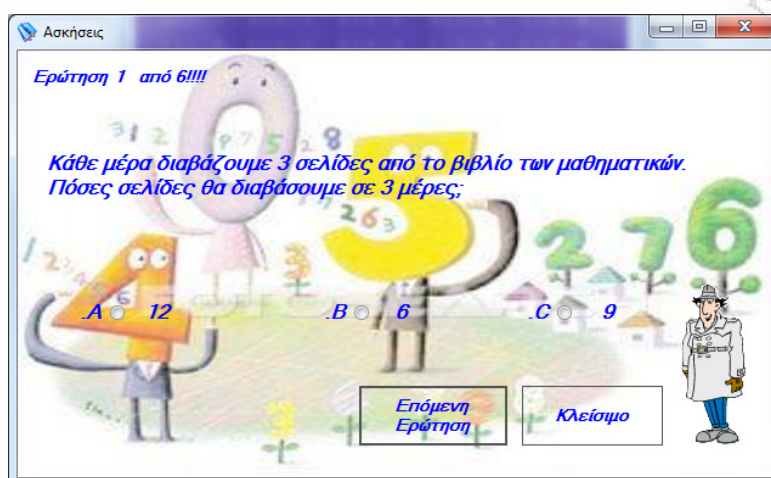 Ασκήσεις
Ερώτηση 1 από 6!!!!
Κάθε μέρα διαβάζουμε 3 σελίδες από το βιβλίο των μαθηματικών.
Πόσες σελίδες θα διαβάσουμε σε 3 μέρες;
.A 12 .B 6 .C 9
Επόμενη
Ερώτηση
Κλείσιμο